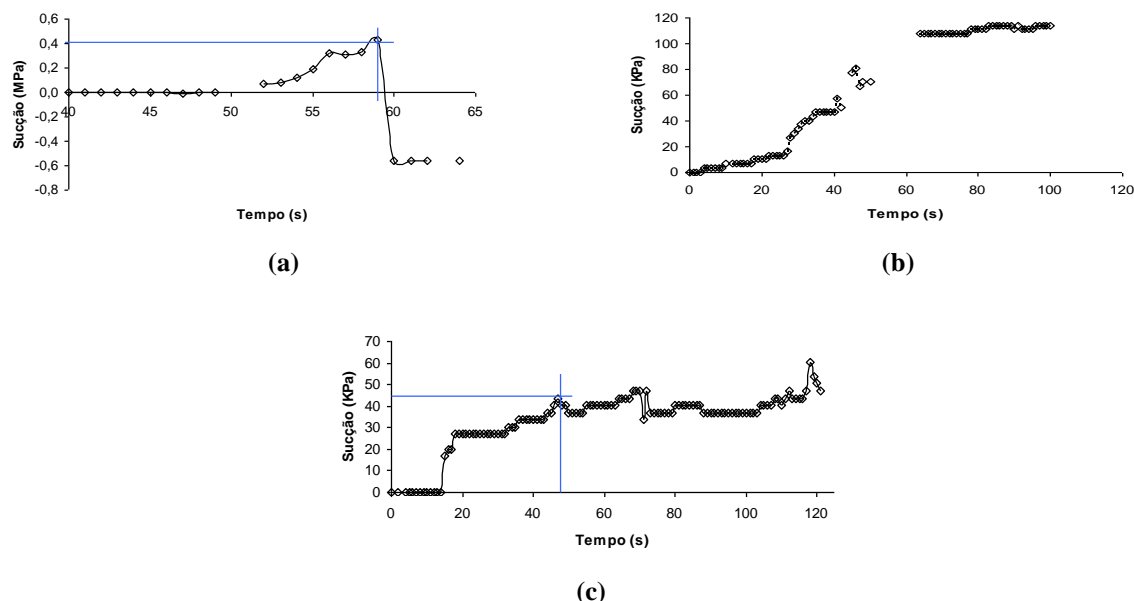 0,6
0,4
0,2
0,0
-0,2
-0,4
-0,6
-0,8
40 45 50 55 60 65
Sucção (MPa)
Tempo (s)
(a)
120
100
80
60
40
20
0
0 20 40 60 80 100 120
Sucção (KPa)
Tempo (s)
(b)
70
60
50
40
30
20
10
0
0 20 40 60 80 100 120
Sucção (KPa)
Tempo (s)
(c)